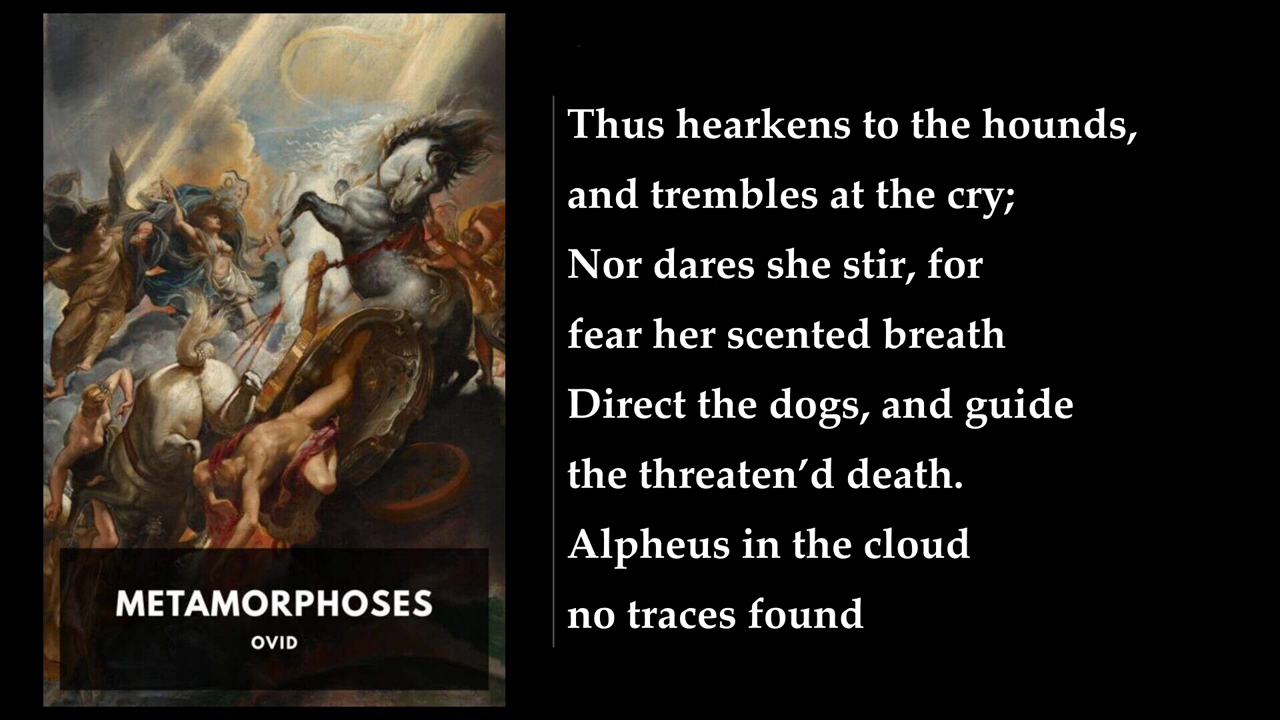 METAMORPHOSES
OVID
Thus hearkens to the hounds,
and trembles at the cry;
Nor dares she stir, for
fear her scented breath
Direct the dogs, and guide
the threaten’d death.
Alpheus in the cloud
no traces found